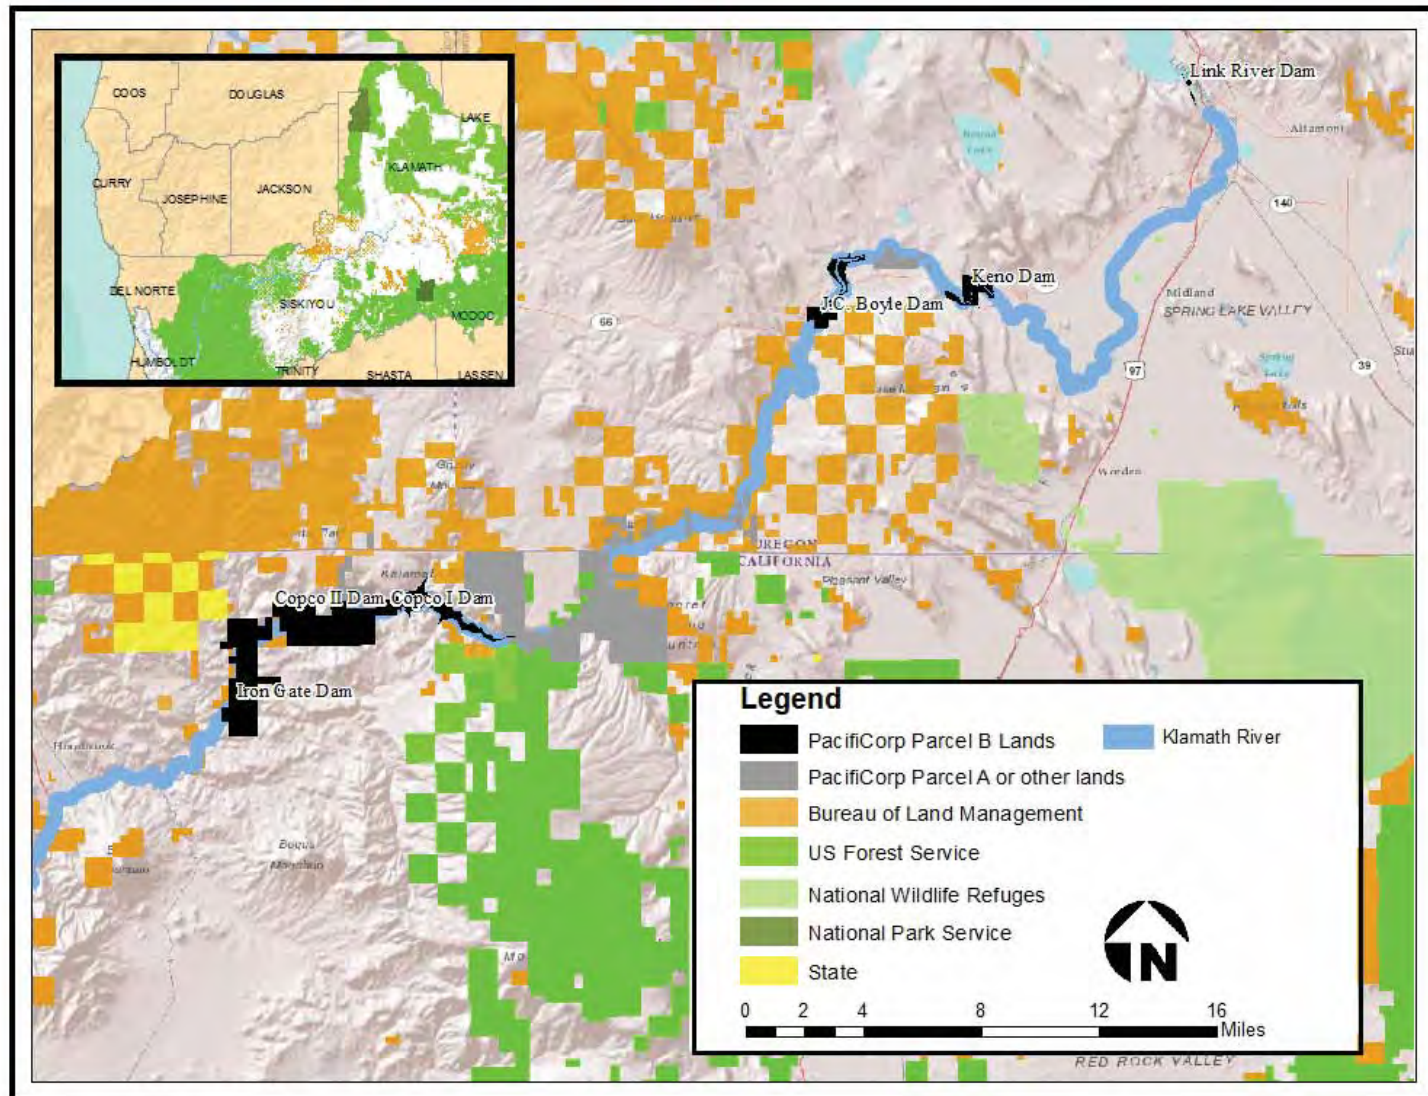 COOS
DOUGLAS
LAKE
KLAMATH
CURRY
JOSEPHINE
JACKSON
DEL NORTE
SISKIYOU
MODOC
HUMBOLDT
TRINITY
SHASTA
LASSEN
Link River Dam
Altamont
140
Keno Dam
J.C. Boyle Dam
Midland
SPRING LAKE VALLEY
66
97
39
Worden
OREGON
CALIFORNIA
Pleasant Valley
Copco II Dam
Copco I Dam
Iron Gate Dam
Hornbrook
Bogus
Mountain
Legend
PacifiCorp Parcel B Lands
Klamath River
PacifiCorp Parcel A or other lands
Bureau of Land Management
US Forest Service
National Wildlife Refuges
National Park Service
State
N
0 2 4 8 12 16
Miles
RED ROCK VALLEY